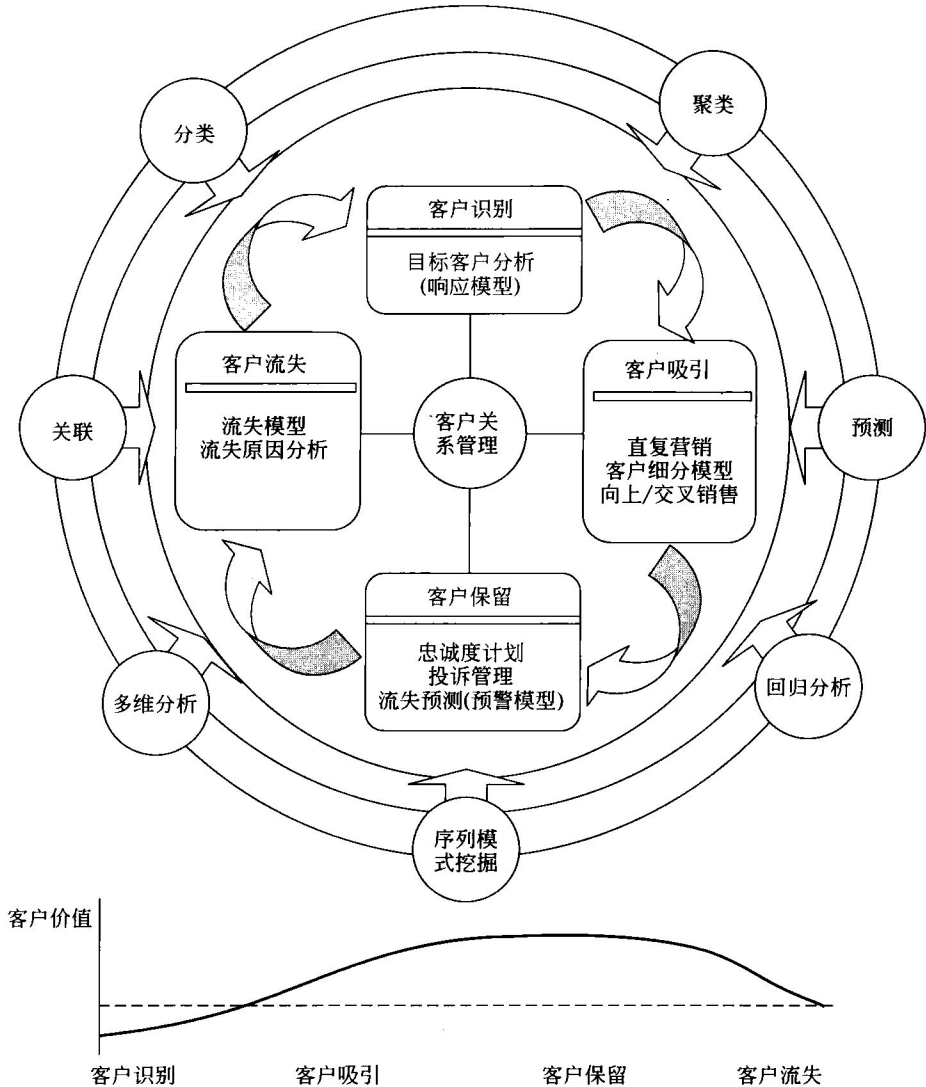 分类
聚类
客户识别
目标客户分析
(响应模型)
客户流失
流失模型
流失原因分析
客户吸引
直复营销
客户细分模型
向上/交叉销售
关联
客户关
系管理
预测
客户保留
忠诚度计划
投诉管理
流失预测(预警模型)
多维分析
回归分析
序列模
式挖掘
客户价值
客户识别
客户吸引
客户保留
客户流失